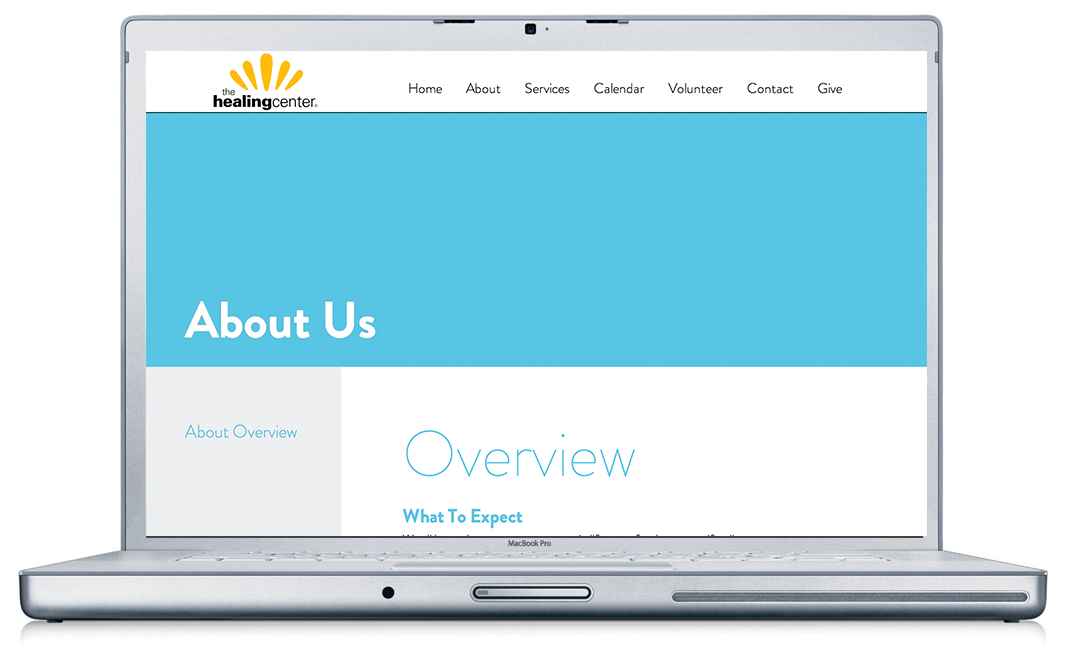 the
healingcenter®
Home About Services Calendar Volunteer Contact Give
About Us
About Overview
Overview
What To Expect
MacBook Pro